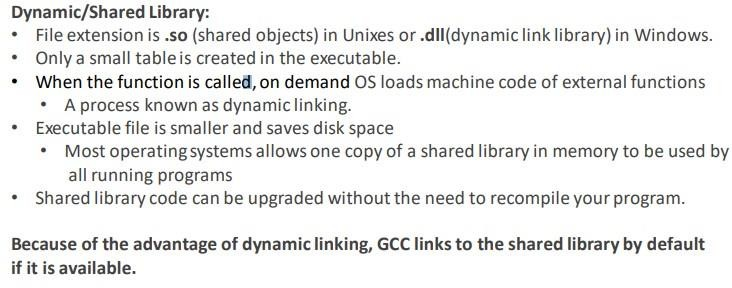 Dynamic/Shared Library:
• File extension is .so (shared objects) in Unixes or .dll(dynamic link library) in Windows.
• Only a small table is created in the executable.
• When the function is called, on demand OS loads machine code of external functions
• A process known as dynamic linking.
• Executable file is smaller and saves disk space
• Most operating systems allows one copy of a shared library in memory to be used by
all running programs
• Shared library code can be upgraded without the need to recompile your program.
Because of the advantage of dynamic linking, GCC links to the shared library by default
if it is available.